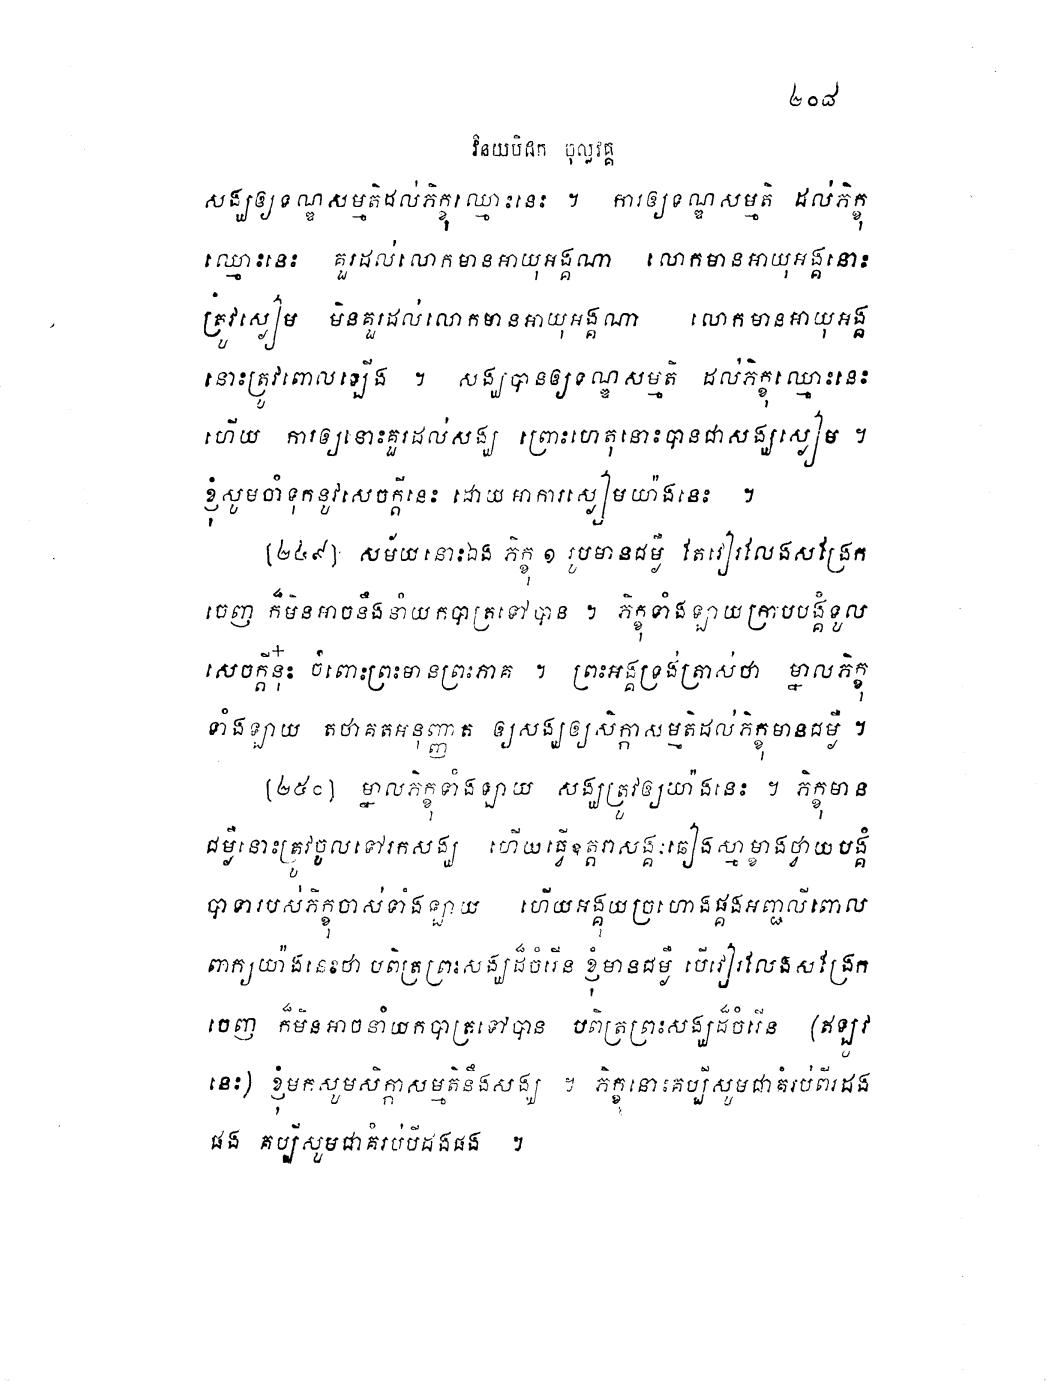 ២០៨
វិនយបិដក ចុល្លវគ្គ
សង្ឃឲ្យទណ្ឌសម្មតិដល់ភិក្ខុឈ្មោះនេះ ។ ការឲ្យទណ្ឌសម្មតិ ដល់ភិក្ខុ
ឈ្មោះនេះ គួរដល់លោកមានអាយុអង្គណា លោកមានអាយុអង្គនោះ
ត្រូវស្ងៀម មិនគួរដល់លោកមានអាយុអង្គណា លោកមានអាយុអង្គ
នោះត្រូវពោលឡើង ។ សង្ឃបានឲ្យទណ្ឌសម្មតិ ដល់ភិក្ខុឈ្មោះនេះ
ហើយ ការឲ្យនោះគួរដល់សង្ឃ ព្រោះហេតុនោះបានជាសង្ឃស្ងៀម ។
ខ្ញុំសូមចាំទុកនូវសេចក្តីនេះ ដោយអាការស្ងៀមយ៉ាងនេះ ។
(២៤៩) សម័យនោះឯង ភិក្ខុ ១ រូបមានជម្ងឺ តែវៀរលែងសង្រែក
ចេញ ក៏មិនអាចនឹងនាំយកបាត្រទៅបាន ។ ភិក្ខុទាំងឡាយក្រាបបង្គំទូល
សេចក្តីនុ៎ះ ចំពោះព្រះមានព្រះភាគ ។ ព្រះអង្គទ្រង់ត្រាស់ថា ម្នាលភិក្ខុ
ទាំងឡាយ តថាគតអនុញ្ញាត ឲ្យសង្ឃឲ្យសិក្កាសម្មតិដល់ភិក្ខុមានជម្ងឺ ។
(២៥០) ម្នាលភិក្ខុទាំងឡាយ សង្ឃត្រូវឲ្យយ៉ាងនេះ ។ ភិក្ខុមាន
ជម្ងឺនោះត្រូវចូលទៅរកសង្ឃ ហើយធ្វើឧត្តរាសង្គៈឆៀងស្មាម្ខាងថ្វាយបង្គំ
បាទារបស់ភិក្ខុចាស់ទាំងឡាយ ហើយអង្គុយច្រហោងផ្គងអញ្ជលីពោល
ពាក្យយ៉ាងនេះថា បពិត្រព្រះសង្ឃដ៏ចំរើន ខ្ញុំមានជម្ងឺ បើវៀរលែងសង្រែក
ចេញ ក៏មិនអាចនាំយកបាត្រទៅបាន បពិត្រព្រះសង្ឃដ៏ចំរើន (ឥឡូវ
នេះ) ខ្ញុំមកសូមសិក្កាសម្មតិនឹងសង្ឃ ។ ភិក្ខុនោះគប្បីសូមជាគំរប់ពីរដង
ផង គប្បីសូមជាគំរប់បីដងផង ។